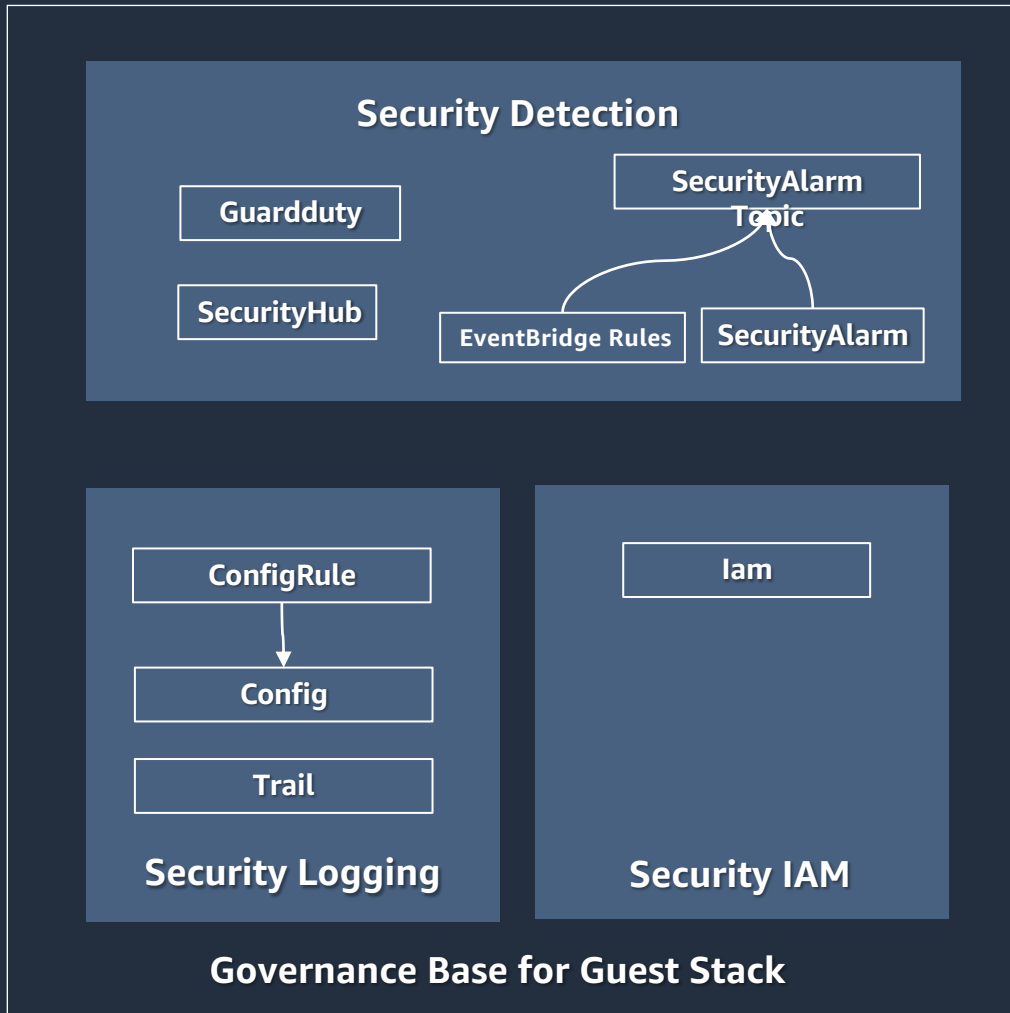 Security Detection
SecurityAlarm
Topic
Guardduty
SecurityHub
EventBridge Rules
SecurityAlarm
ConfigRule
Config
Trail
Security Logging
Iam
Security IAM
Governance Base for Guest Stack